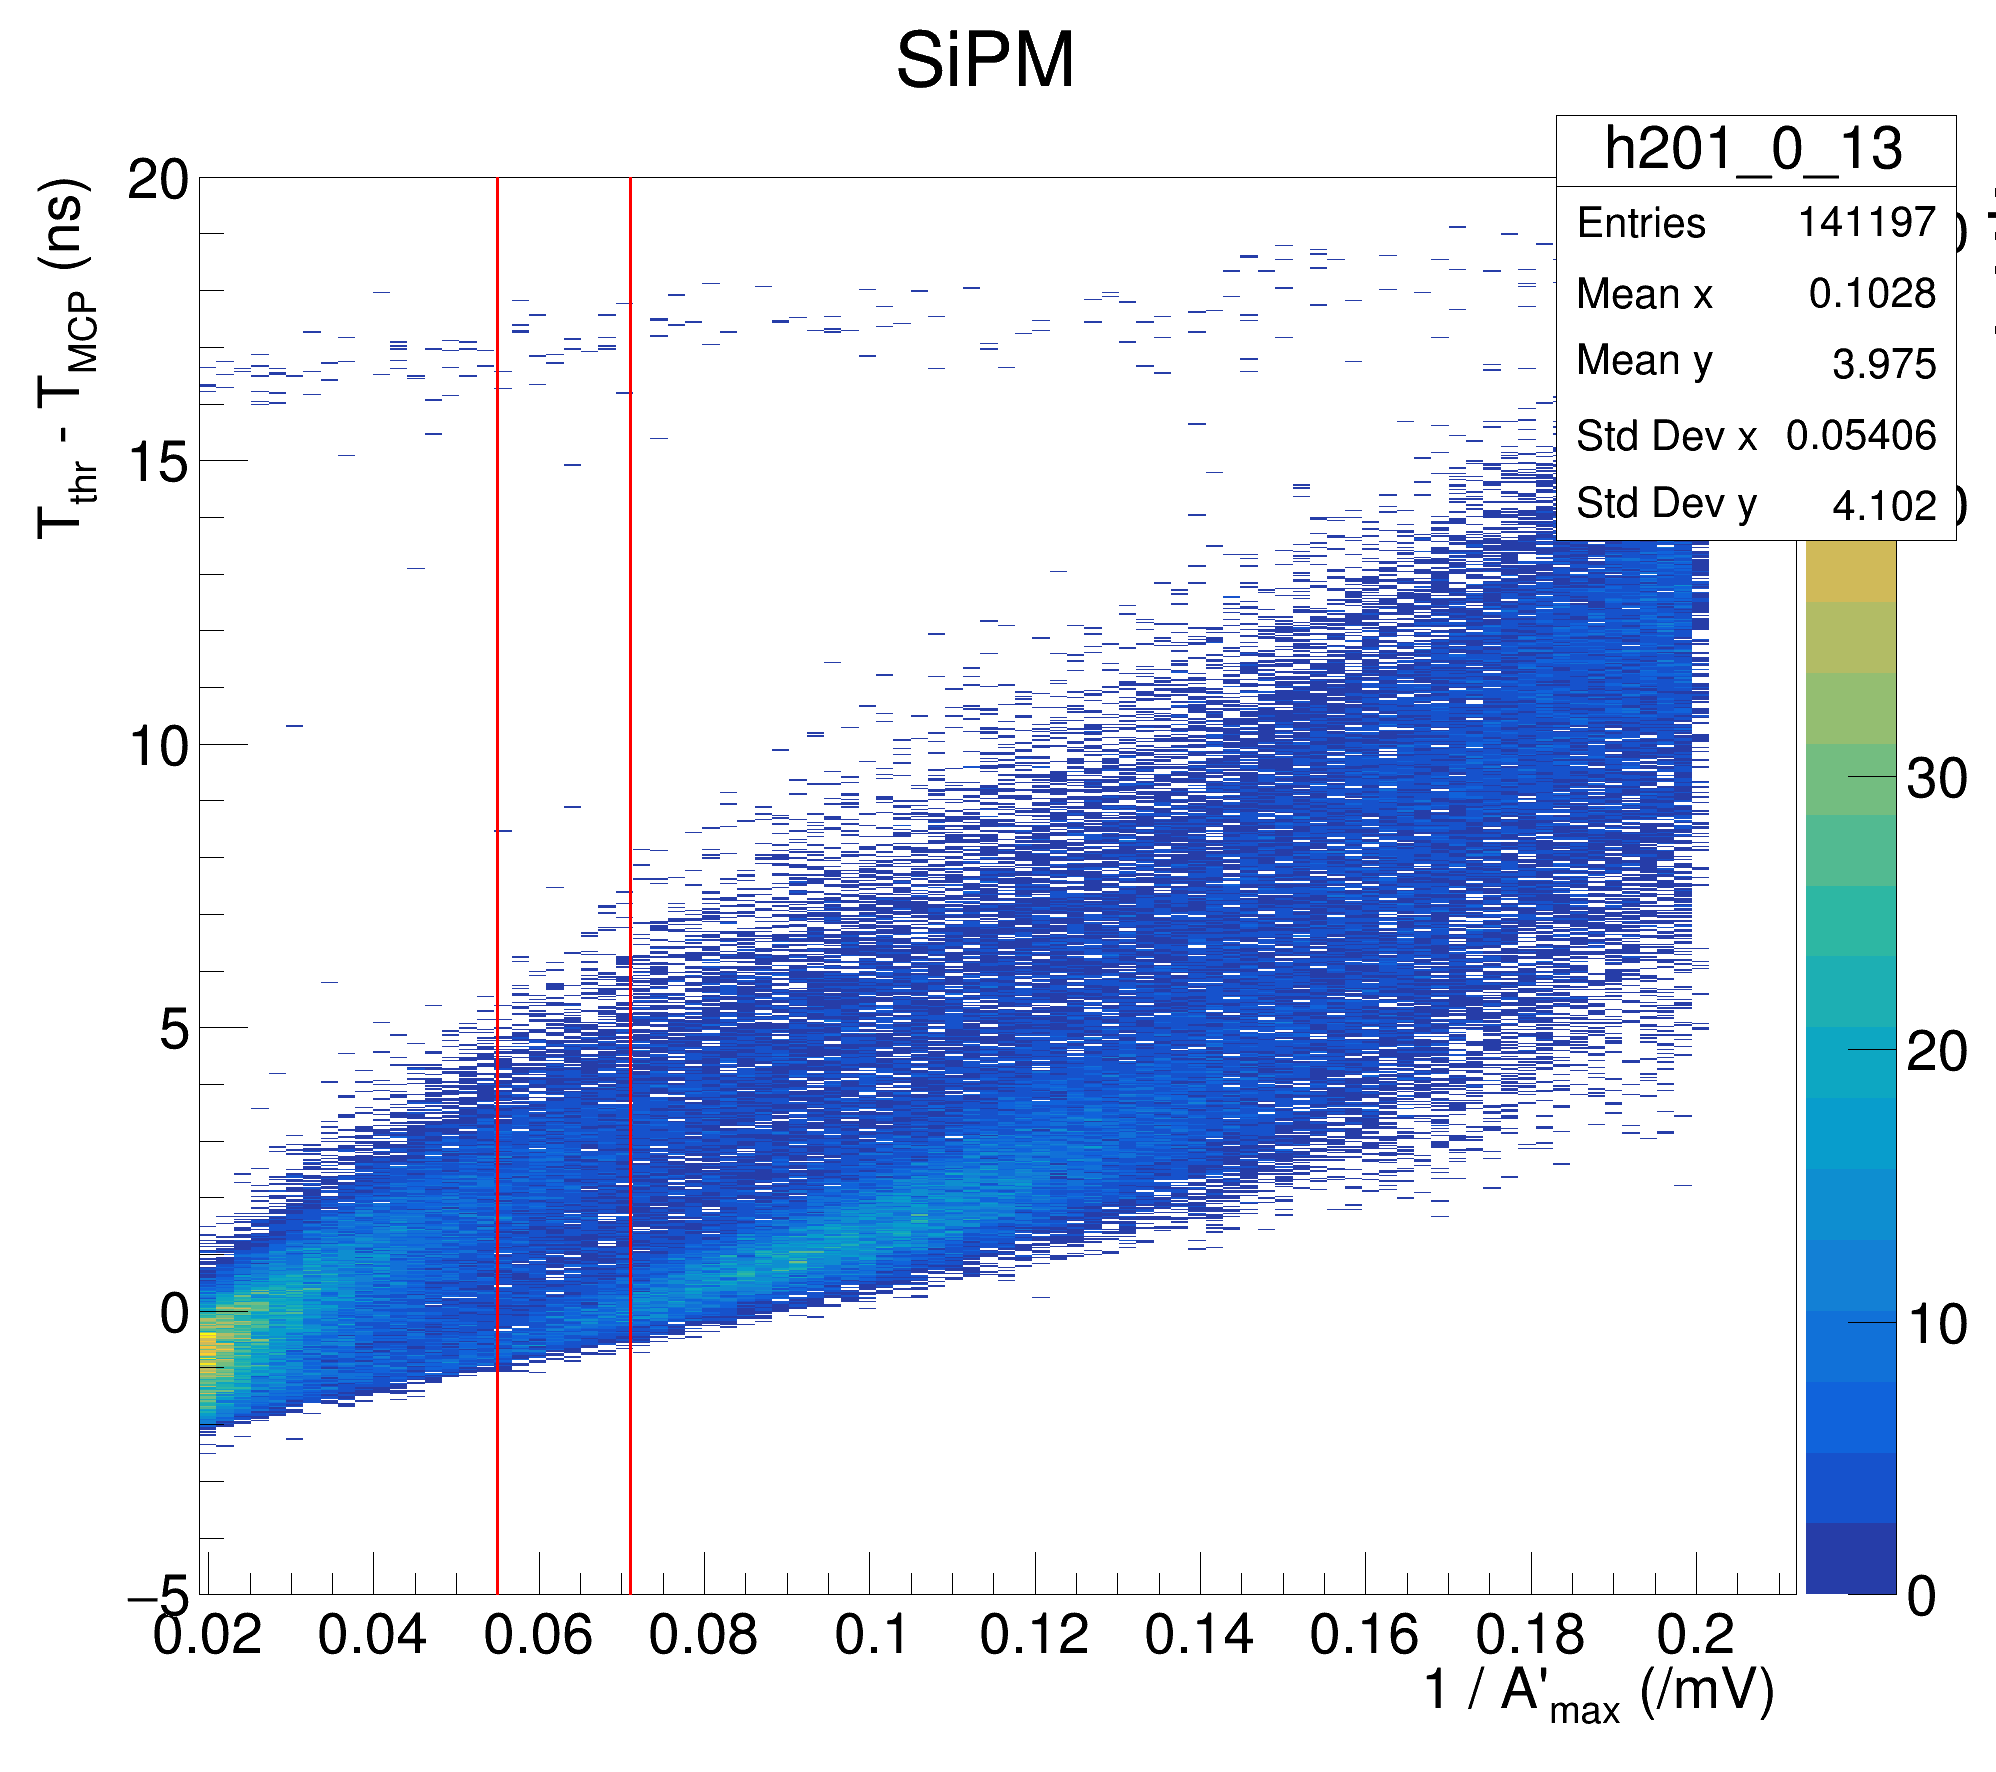 SiPM
h201_0_13
Entries 141197
Mean x 0.1028
Mean y 3.975
Std Dev x 0.05406
Std Dev y 4.102
T_thr - T_MCP (ns)
20
15
10
5
0
−5
0.02 0.04 0.06 0.08 0.1 0.12 0.14 0.16 0.18 0.2
1 / A'_max (/mV)
30
20
10
0